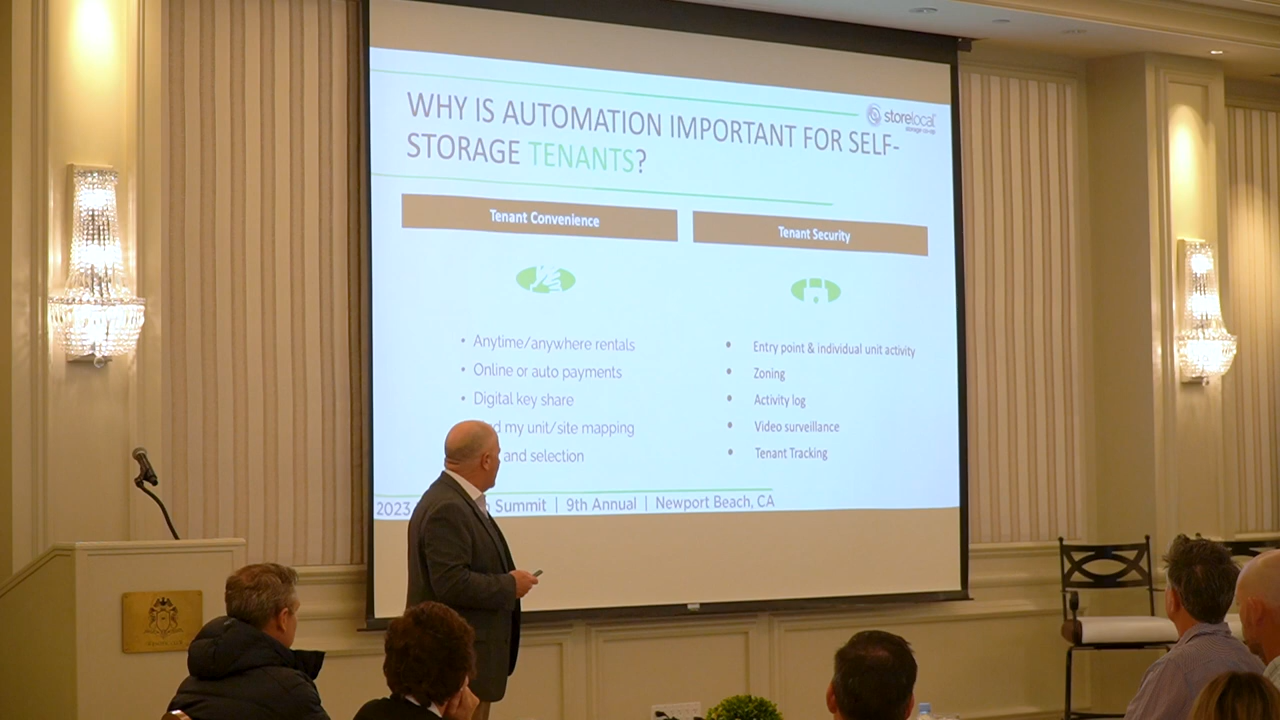 WHY IS AUTOMATION IMPORTANT FOR SELF-
STORAGE TENANTS?
storelocal
storage co-op
Tenant Convenience
Tenant Security
Anytime/anywhere rentals
Online or auto payments
Digital key share
my unit/site mapping
and selection
Entry point & individual unit activity
Zoning
Activity log
Video surveillance
Tenant Tracking
2023 Summit | 9th Annual | Newport Beach, CA